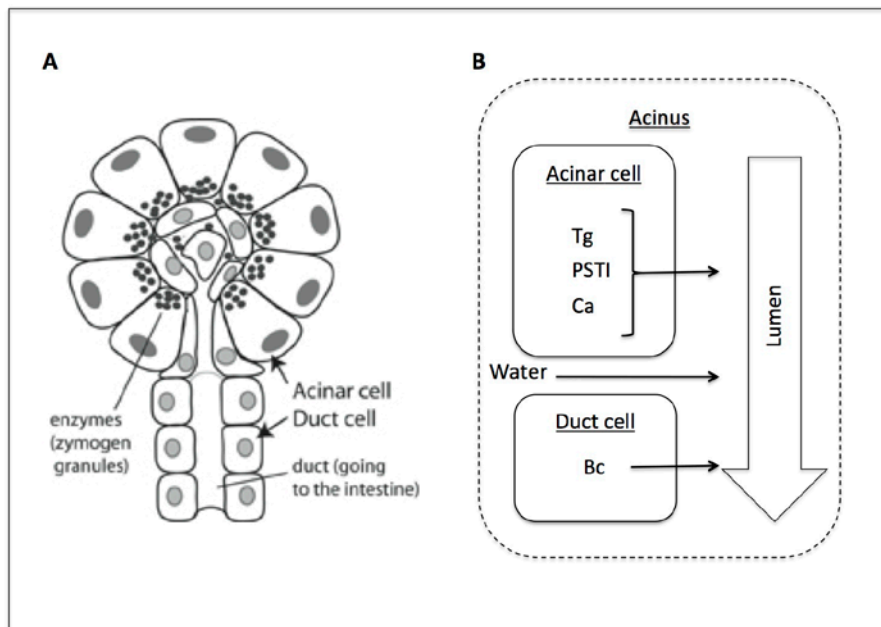 A
enzymes
(zymogen
granules)
Acinar cell
Duct cell
duct (going
to the intestine)
B
Acinus
Acinar cell
Tg
PSTI
Ca
Water
Duct cell
Bc
Lumen